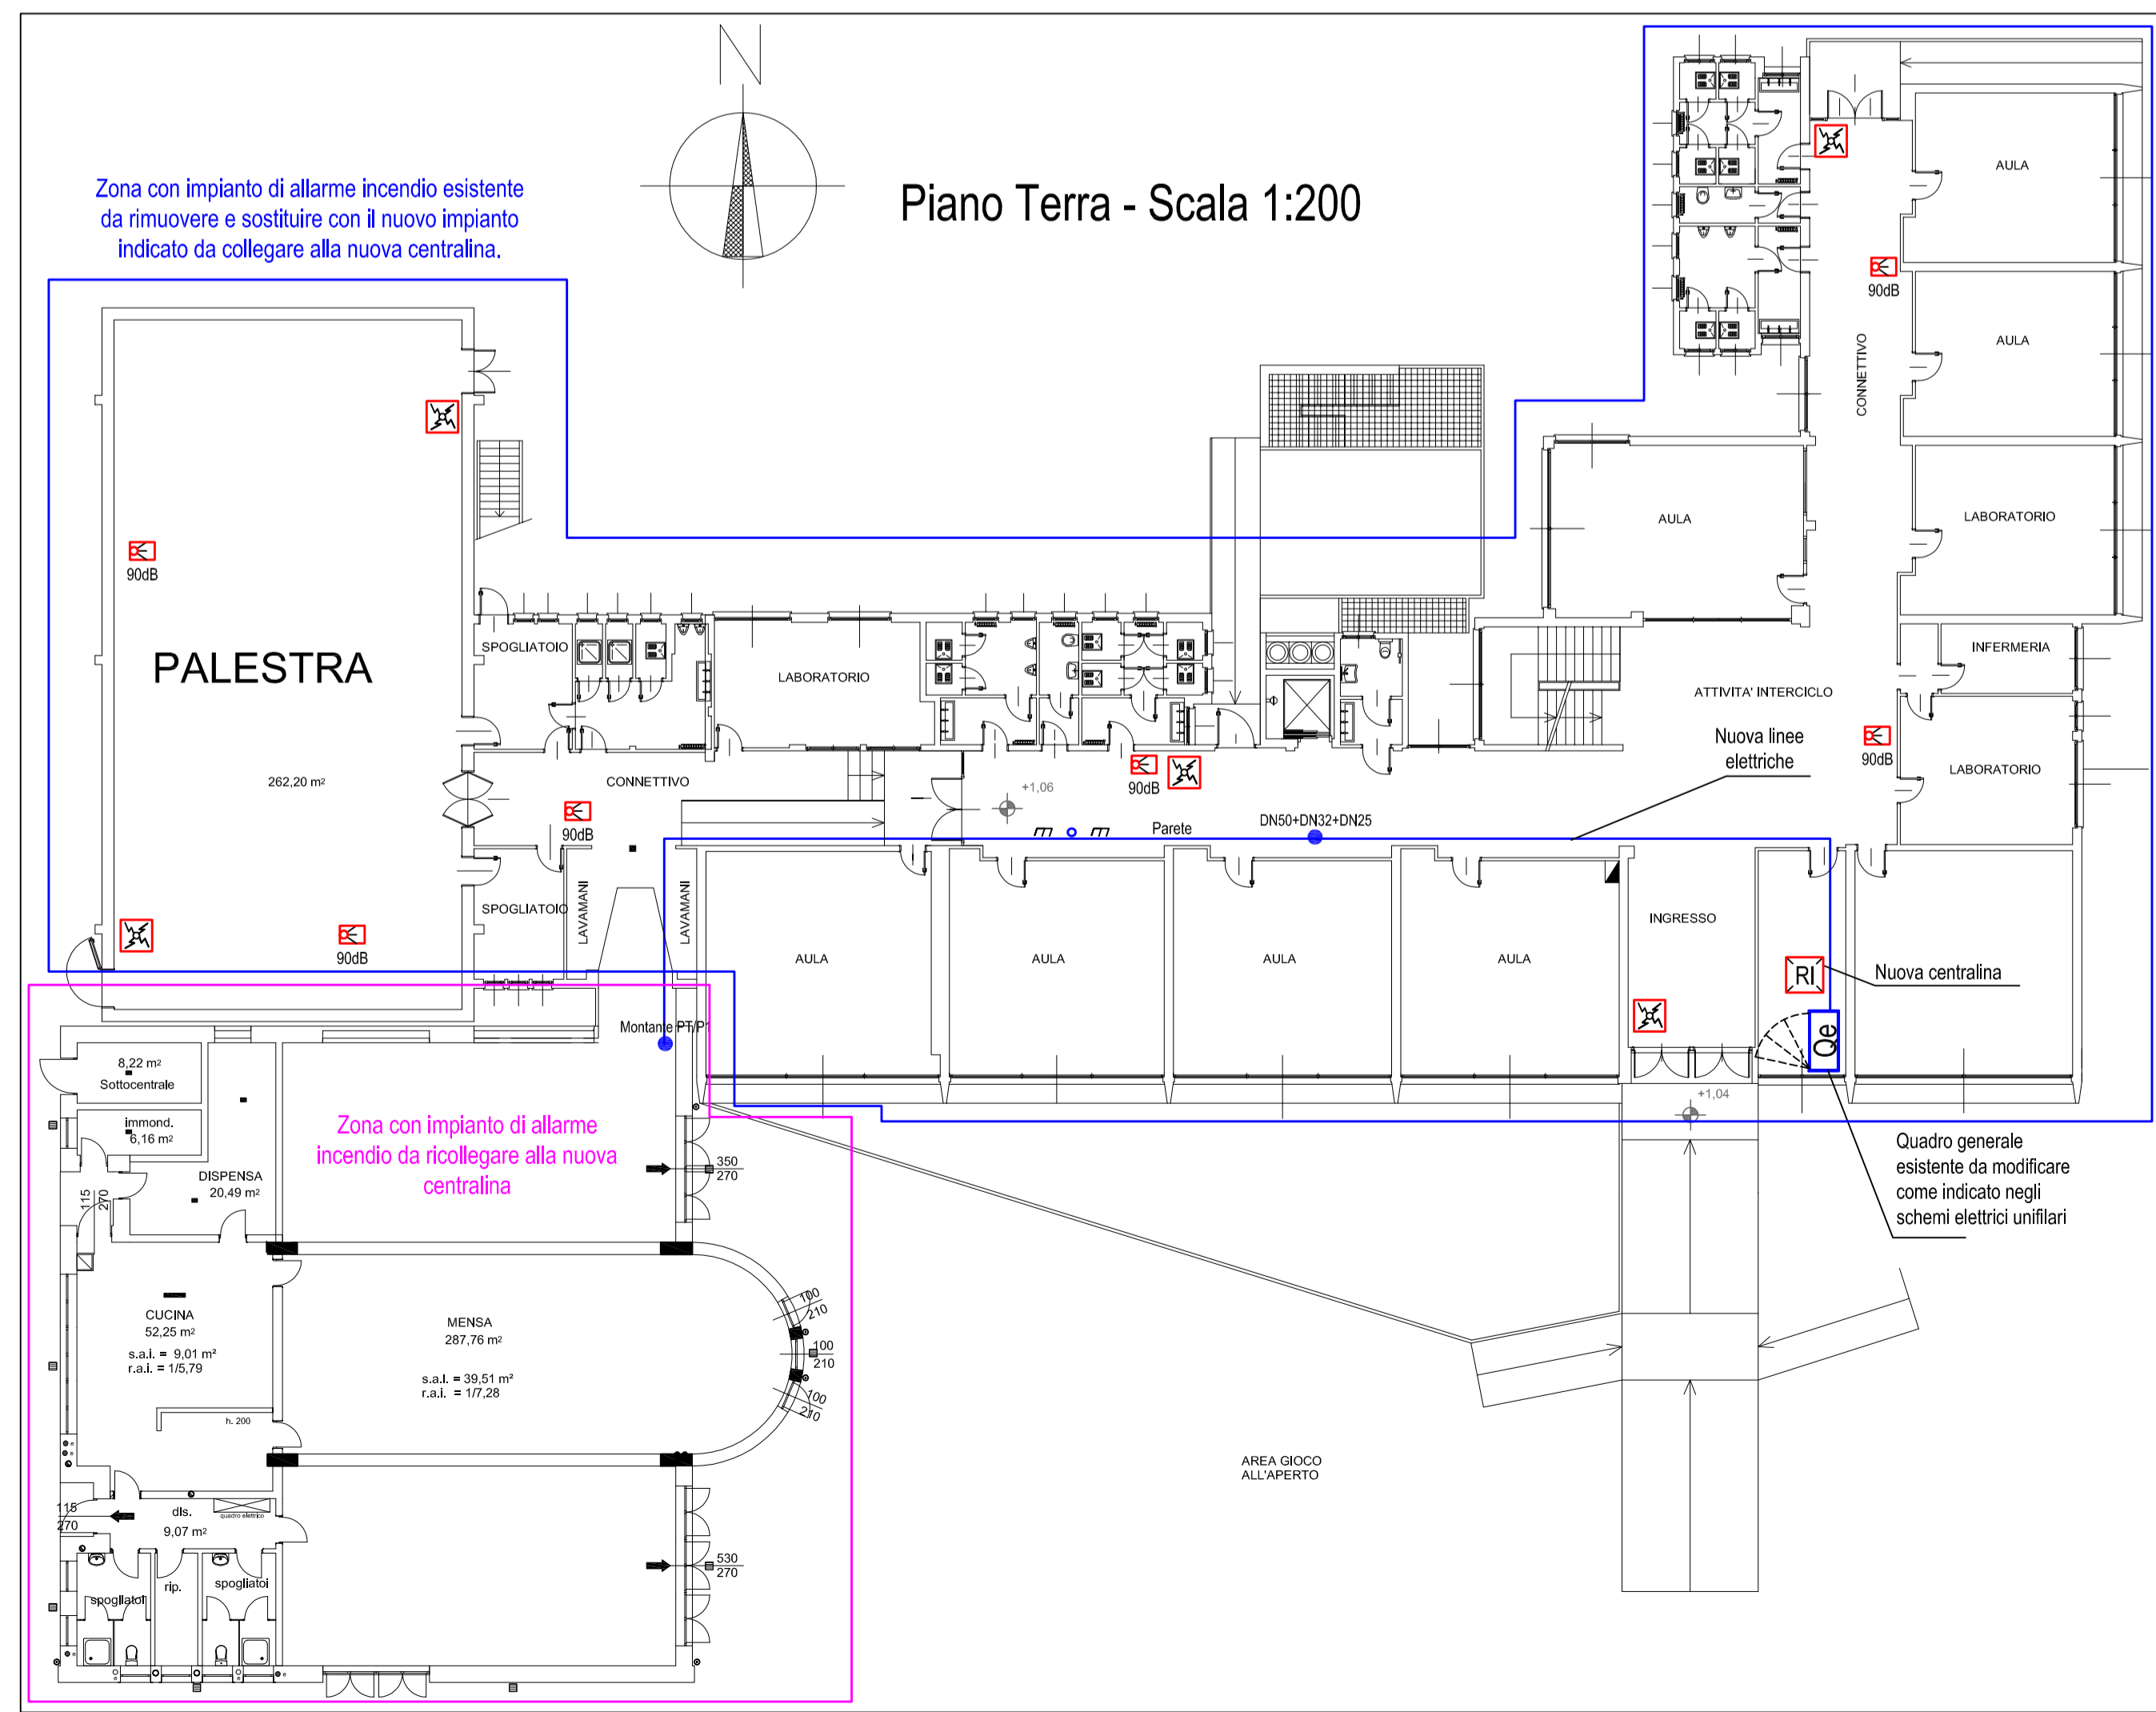 N
Piano Terra - Scala 1:200
Zona con impianto di allarme incendio esistente
da rimuovere e sostituire con il nuovo impianto
indicato da collegare alla nuova centralina.
AULA
90dB
AULA
CONNETTIVO
LABORATORIO
AULA
90dB
PALESTRA
262,20 m²
SPOGLIATOIO
LABORATORIO
INFERMERIA
ATTIVITA' INTERCICLO
Nuova linee
elettriche
90dB
LABORATORIO
CONNETTIVO
90dB
+1,06
90dB
Parete
DN50+DN32+DN25
SPOGLIATOIO
LAVAMANI
LAVAMANI
90dB
AULA
AULA
AULA
AULA
INGRESSO
RI
Nuova centralina
Qe
Montante PT/P1
+1,04
Quadro generale
esistente da modificare
come indicato negli
schemi elettrici unifilari
8,22 m²
Sottocentrale
immond.
6,16 m²
Zona con impianto di allarme
incendio da ricollegare alla nuova
centralina
DISPENSA
20,49 m²
115
270
350
270
CUCINA
52,25 m²
s.a.i. = 9,01 m²
r.a.i. = 1/5,79
MENSA
287,76 m²
s.a.i. = 39,51 m²
r.a.i. = 1/7,28
100
210
100
210
100
210
h. 200
AREA GIOCO
ALL'APERTO
115
270
dis.
9,07 m²
quadro elettrico
530
270
spogliatoi
rip.
spogliatoi